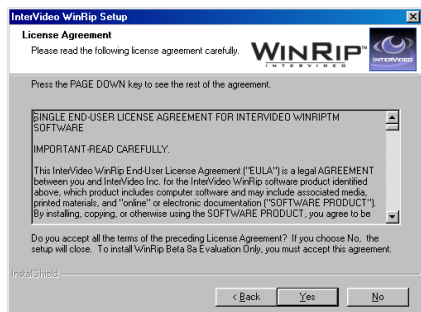 InterVideo WinRip Setup
License Agreement
Please read the following license agreement carefully.
WINRIP™
INTERVIDEO
INTERVIDEO
Press the PAGE DOWN key to see the rest of the agreement.
SINGLE END-USER LICENSE AGREEMENT FOR INTERVIDEO WINRIPTM
SOFTWARE
IMPORTANT-READ CAREFULLY.
This InterVideo WinRip End-User License Agreement ("EULA") is a legal AGREEMENT
between you and InterVideo Inc. for the InterVideo WinRip software product identified
above, which product includes computer software and may include associated media,
printed materials, and "online" or electronic documentation ("SOFTWARE PRODUCT").
By installing, copying, or otherwise using the SOFTWARE PRODUCT, you agree to be
Do you accept all the terms of the preceding License Agreement? If you choose No, the
setup will close. To install WinRip Beta 8a Evaluation Only, you must accept this agreement.
InstallShield
< Back
Yes
No